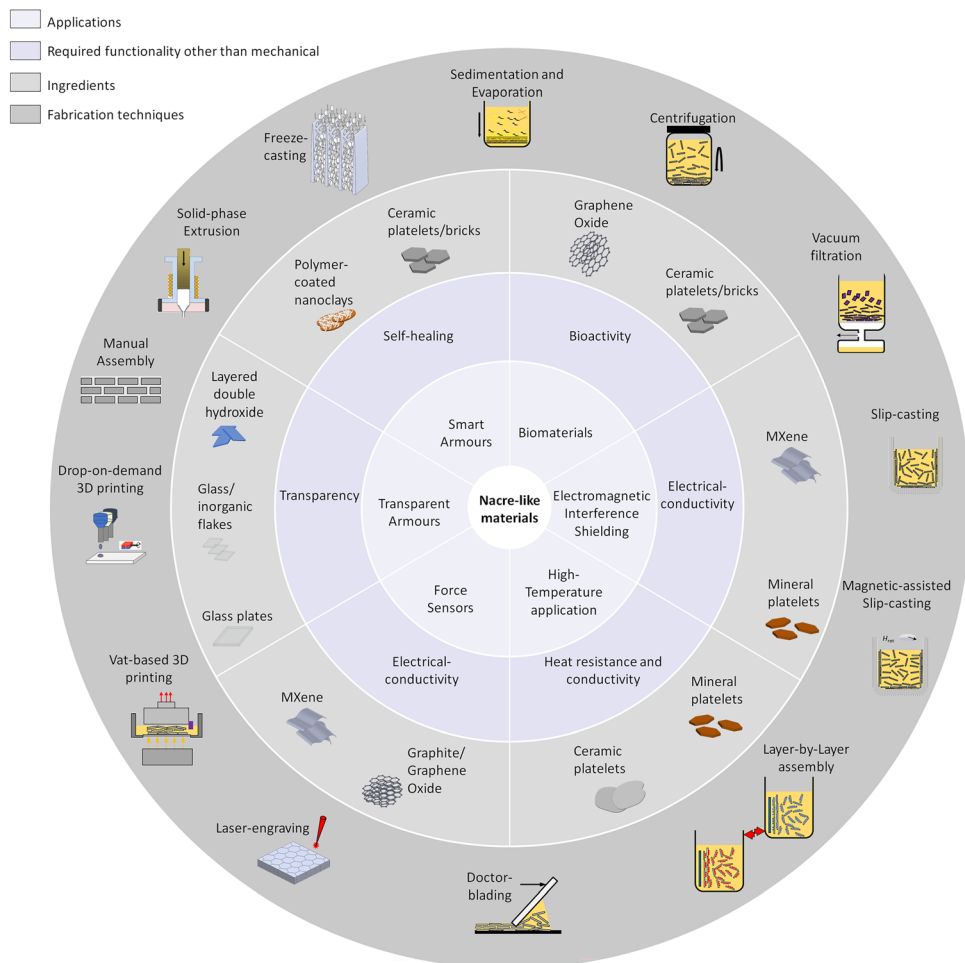 Applications
Required functionality other than mechanical
Ingredients
Fabrication techniques
Sedimentation and
Evaporation
Centrifugation
Vacuum
filtration
Slip-casting
Magnetic-assisted
Slip-casting
H rot
Layer-by-Layer
assembly
Doctor-
blading
Laser-engraving
Vat-based 3D
printing
Drop-on-demand
3D printing
Manual
Assembly
Solid-phase
Extrusion
Freeze-
casting
Ceramic
platelets/bricks
Polymer-
coated
nanoclays
Graphene
Oxide
Ceramic
platelets/bricks
MXene
Mineral
platelets
Mineral
platelets
Ceramic
platelets
Graphite/
Graphene
Oxide
MXene
Glass plates
Glass/
inorganic
flakes
Layered
double
hydroxide
Self-healing
Bioactivity
Electrical-
conductivity
Heat resistance and
conductivity
Electrical-
conductivity
Transparency
Smart
Armours
Biomaterials
Electromagnetic
Interference
Shielding
High-
Temperature
application
Force
Sensors
Transparent
Armours
Nacre-like
materials